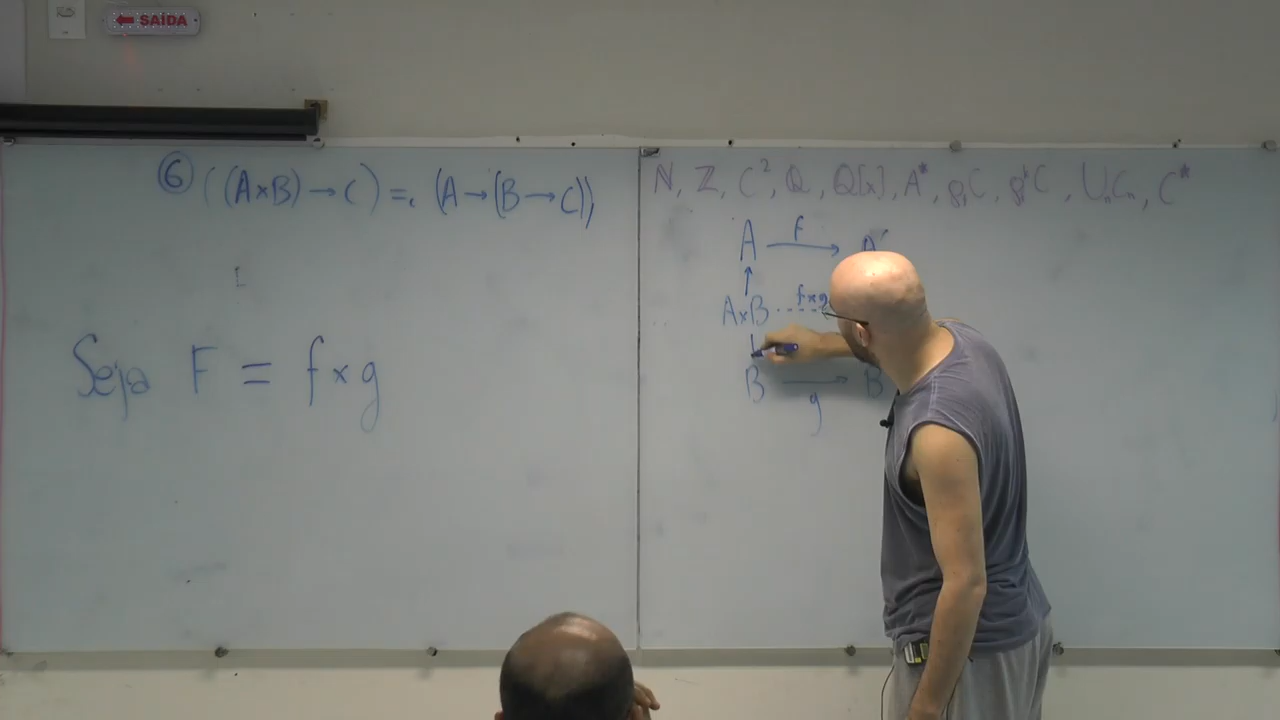 ← SAÍDA
⑥ ((A×B)→C) =c (A→(B→C))
Seja F = f×g
N, Z, C², Q, Q[x], A*, 
A f A'
A×B f×g
B g B